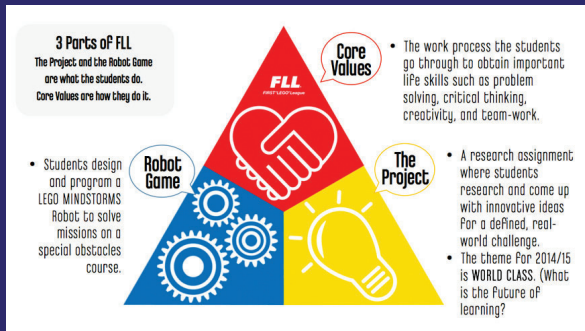 3 Parts of FLL
The Project and the Robot Game
are what the students do.
Core Values are how they do it.
FLL
FIRST LEGO League
Core
Values
• The work process the students
go through to obtain important
life skills such as problem
solving, critical thinking,
creativity, and team-work.
Robot
Game
• Students design
and program a
LEGO MINDSTORMS
Robot to solve
missions on a
special obstacles
course.
The
Project
• A research assignment
where students
research and come up
with innovative ideas
for a defined, real-
world challenge.
• The theme for 2014/15
is WORLD CLASS. (What
is the future of
learning?